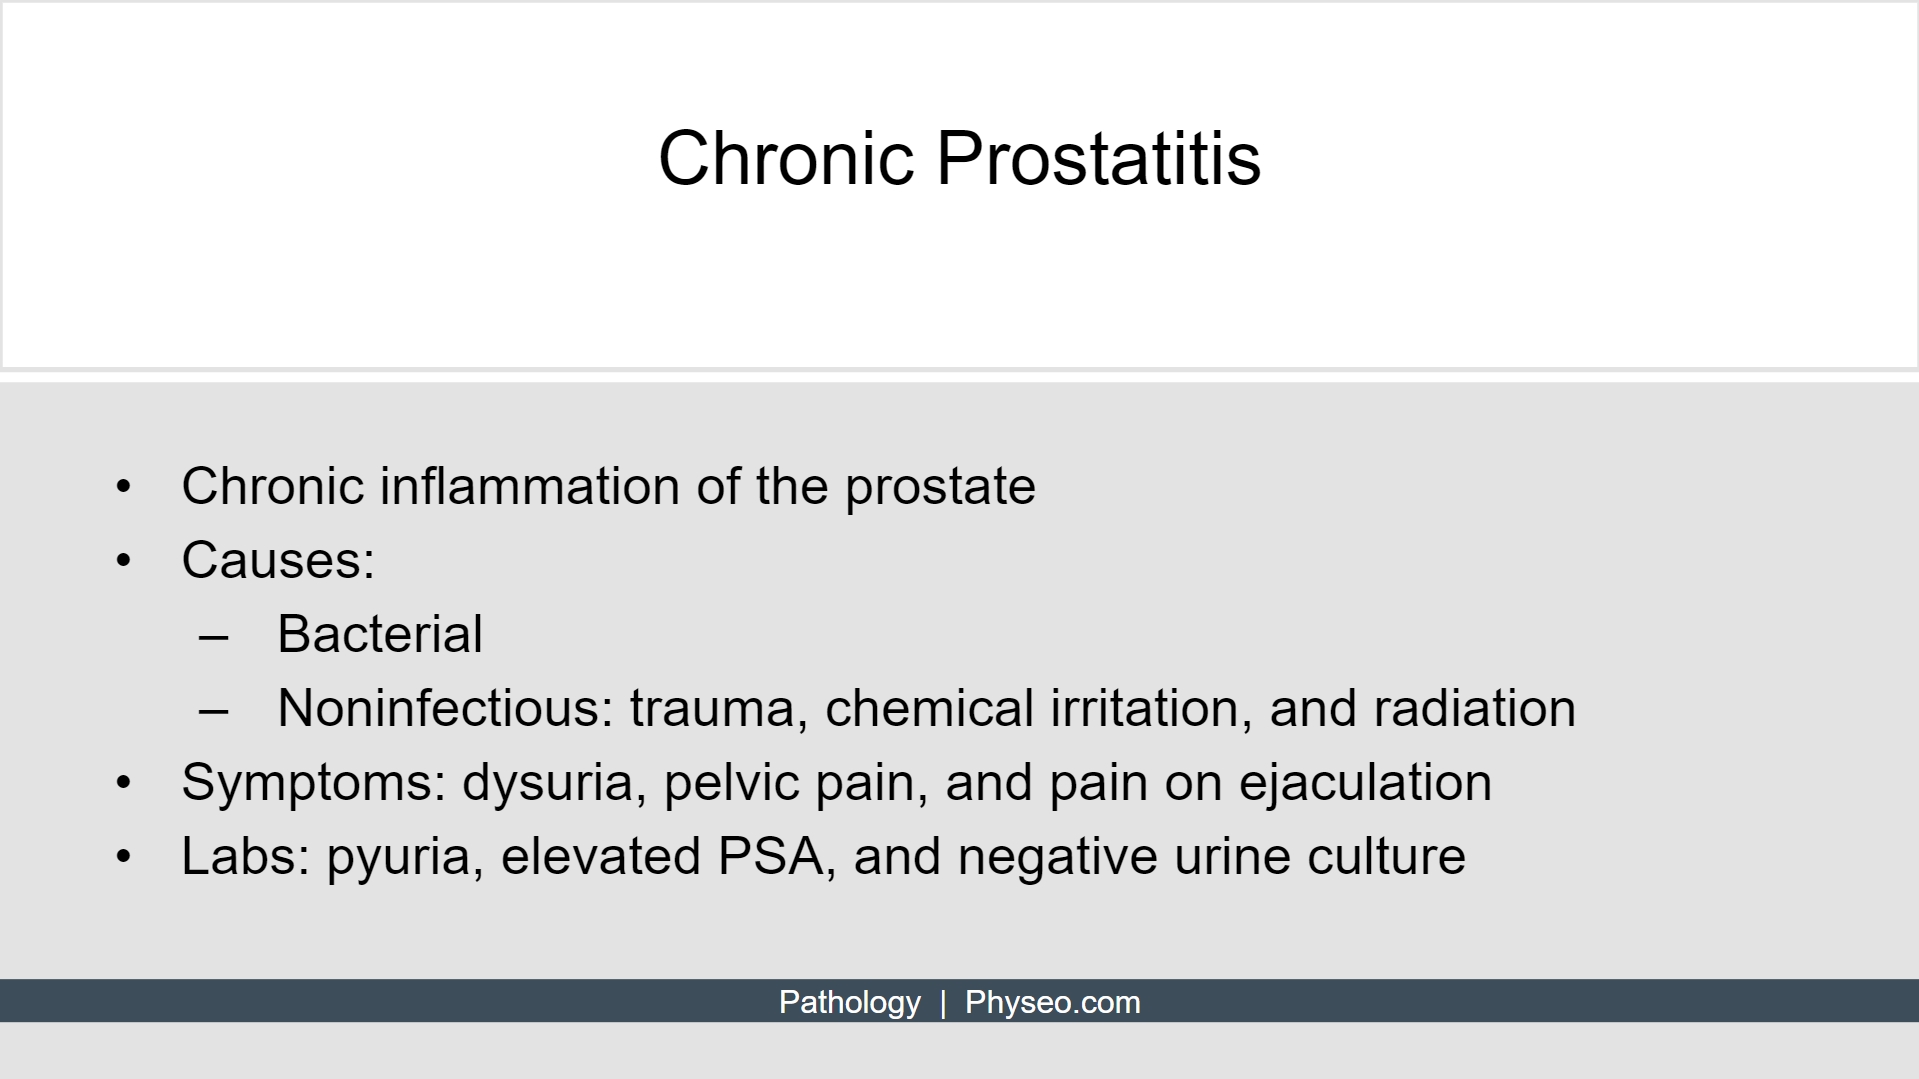 Chronic Prostatitis
• Chronic inflammation of the prostate
• Causes:
– Bacterial
– Noninfectious: trauma, chemical irritation, and radiation
• Symptoms: dysuria, pelvic pain, and pain on ejaculation
• Labs: pyuria, elevated PSA, and negative urine culture
Pathology | Physeo.com